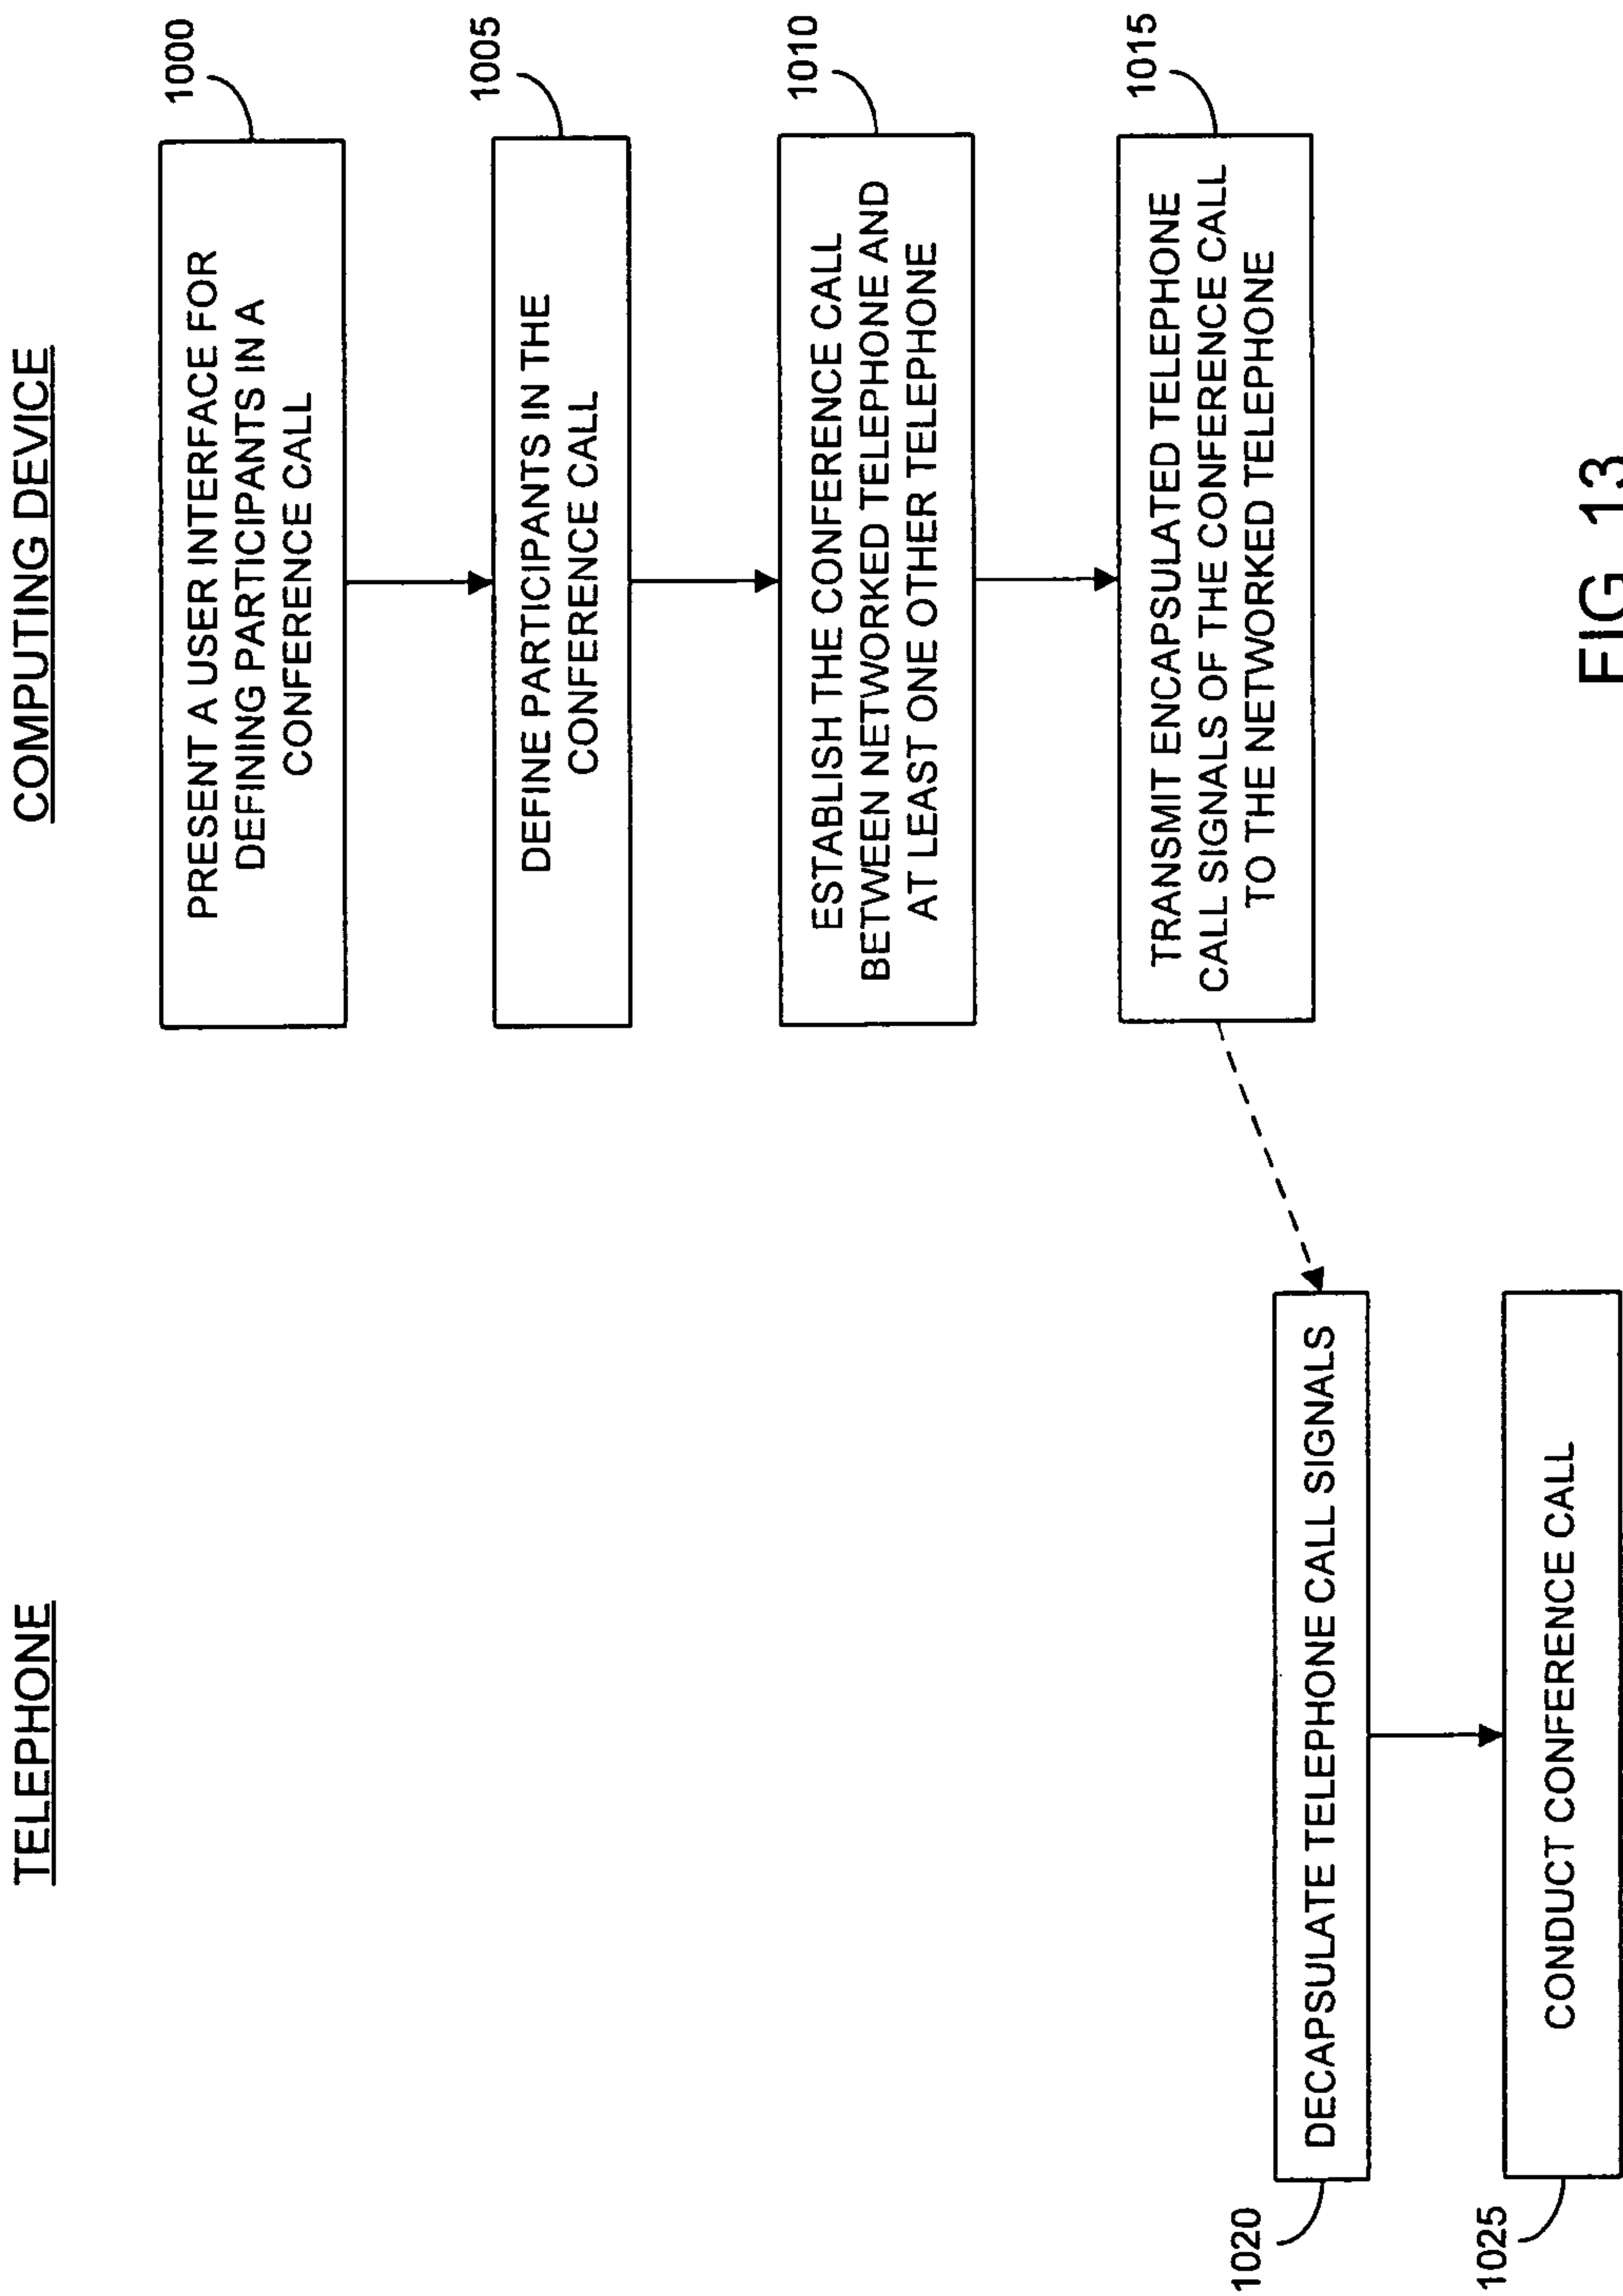 TELEPHONE
COMPUTING DEVICE
PRESENT A USER INTERFACE FOR
DEFINING PARTICIPANTS IN A
CONFERENCE CALL
1000
DEFINE PARTICIPANTS IN THE
CONFERENCE CALL
1005
ESTABLISH THE CONFERENCE CALL
BETWEEN NETWORKED TELEPHONE AND
AT LEAST ONE OTHER TELEPHONE
1010
TRANSMIT ENCAPSULATED TELEPHONE
CALL SIGNALS OF THE CONFERENCE CALL
TO THE NETWORKED TELEPHONE
1015
1020
DECAPSULATE TELEPHONE CALL SIGNALS
1025
CONDUCT CONFERENCE CALL
FIG 13